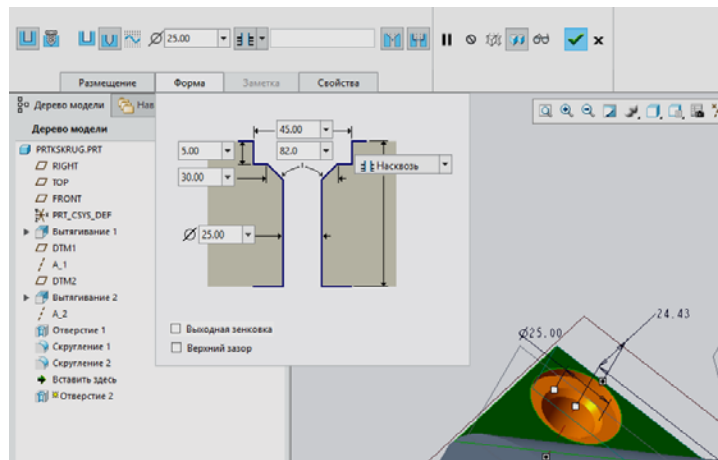 25.00
Размещение Форма Заметка Свойства
Дерево модели Нав
Дерево модели
PRTKSKRUG.PRT
RIGHT
TOP
FRONT
PRT_CSYS_DEF
Вытягивание 1
DTM1
A_1
DTM2
Вытягивание 2
A_2
Отверстие 1
Скругление 1
Скругление 2
Вставить здесь
Отверстие 2
45.00
5.00 82.0
Насквозь
30.00
Ø 25.00
Выходная зенковка
Верхний зазор
Ø25.00
24.43